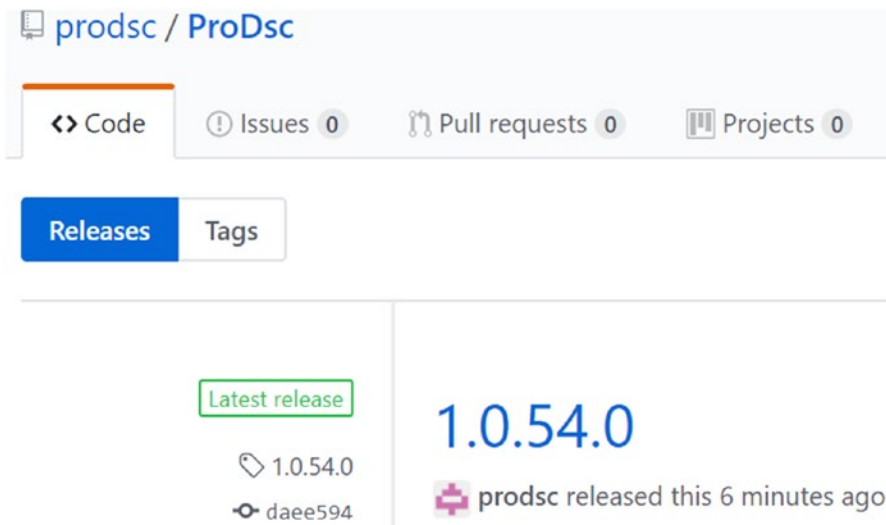 prodsc / ProDsc
<> Code Issues 0 Pull requests 0 Projects 0
Releases Tags
Latest release
1.0.54.0
1.0.54.0
prodsc released this 6 minutes ago
daee594